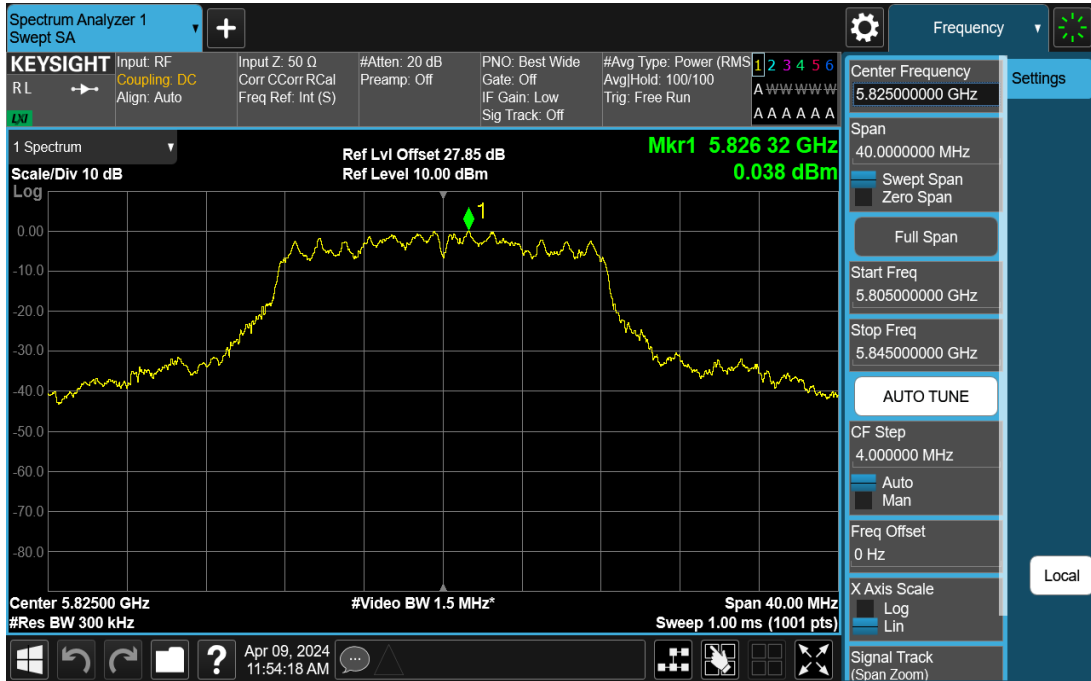 Spectrum Analyzer 1
Swept SA
+
Frequency
KEYSIGHT
RL
LXI
Input: RF
Coupling: DC
Align: Auto
Input Z: 50 Ω
Corr CCorr RCal
Freq Ref: Int (S)
#Atten: 20 dB
Preamp: Off
PNO: Best Wide
Gate: Off
IF Gain: Low
Sig Track: Off
#Avg Type: Power (RMS
Avg|Hold: 100/100
Trig: Free Run
1 2 3 4 5 6
A W W W W W
A A A A A A
1 Spectrum
Scale/Div 10 dB
Log
Ref Lvl Offset 27.85 dB
Ref Level 10.00 dBm
Mkr1 5.826 32 GHz
0.038 dBm
1
0.00
-10.0
-20.0
-30.0
-40.0
-50.0
-60.0
-70.0
-80.0
Center 5.82500 GHz
#Res BW 300 kHz
#Video BW 1.5 MHz*
Span 40.00 MHz
Sweep 1.00 ms (1001 pts)
Center Frequency
5.825000000 GHz
Span
40.0000000 MHz
Swept Span
Zero Span
Full Span
Start Freq
5.805000000 GHz
Stop Freq
5.845000000 GHz
AUTO TUNE
CF Step
4.000000 MHz
Auto
Man
Freq Offset
0 Hz
X Axis Scale
Log
Lin
Signal Track
(Span Zoom)
Settings
Local
?
Apr 09, 2024
11:54:18 AM